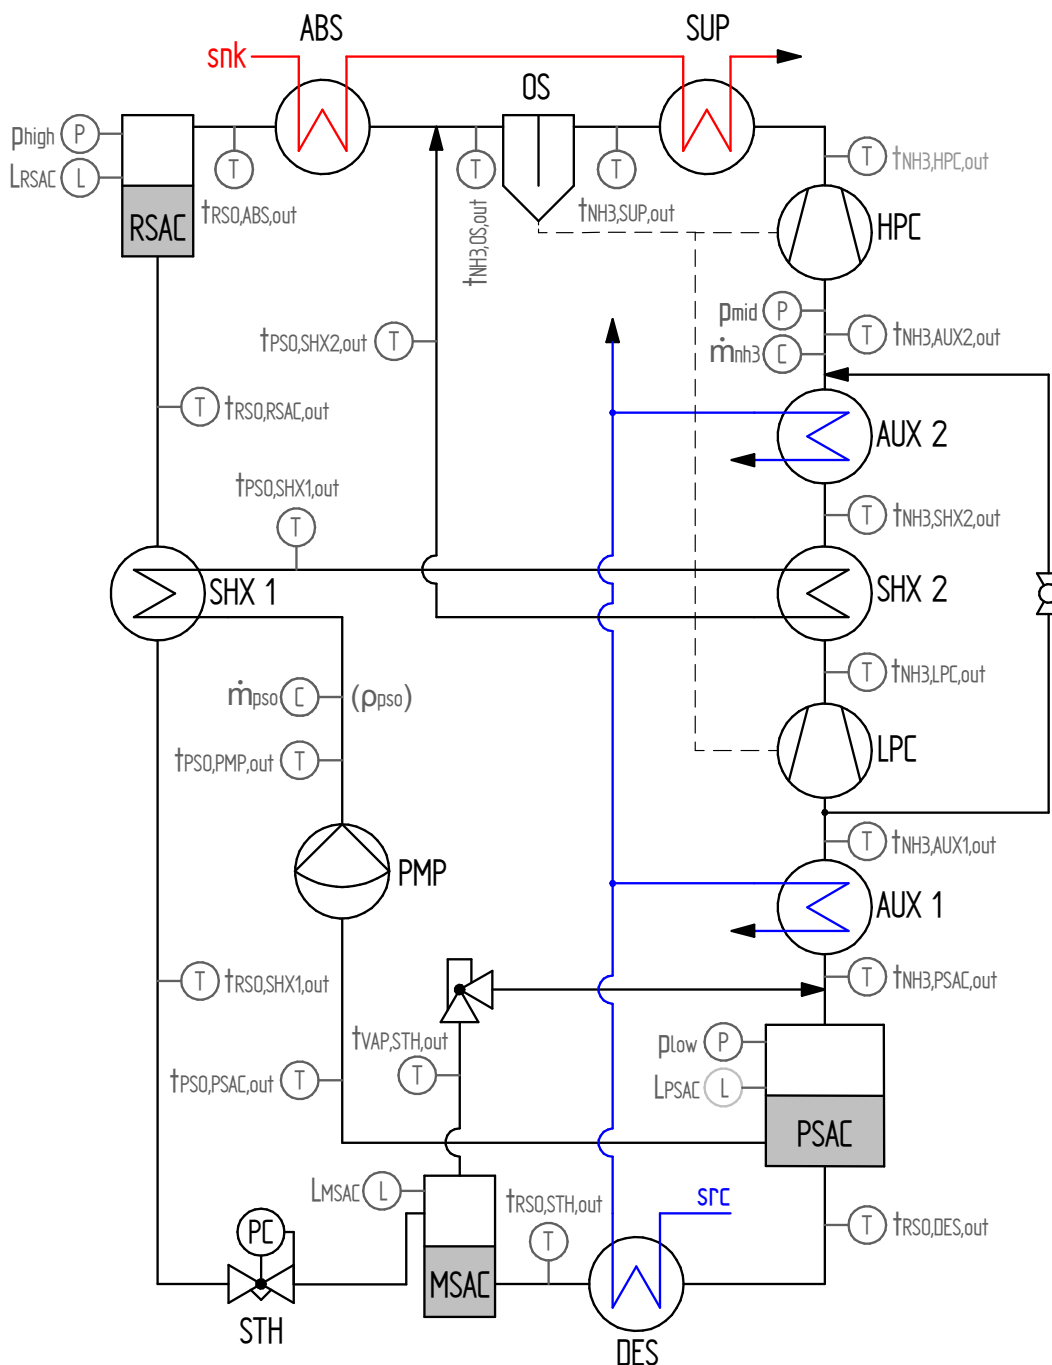 ABS
SUP
snk
OS
phigh P
LRSAC L
RSAC
T
tRSO,ABS,out
T
tNH3,OS,out
T
tNH3,SUP,out
T tNH3,HPC,out
HPC
pmid P
ṁnh3 C
T tNH3,AUX2,out
tPSO,SHX2,out T
T tRSO,RSAC,out
AUX 2
tPSO,SHX1,out
T
T tNH3,SHX2,out
SHX 1
SHX 2
T tNH3,LPC,out
ṁpso C (ρpso)
tPSO,PMP,out T
LPC
T tNH3,AUX1,out
PMP
AUX 1
T tRSO,SHX1,out
T tNH3,PSAC,out
tVAP,STH,out
T
plow P
LPSAC L
tPSO,PSAC,out T
PSAC
LMSAC L
tRSO,STH,out
T
src
T tRSO,DES,out
PC
MSAC
STH
DES